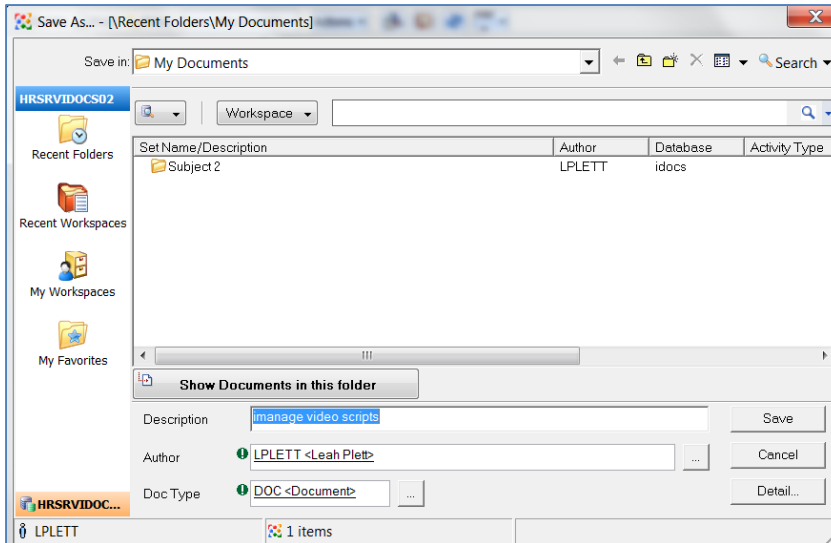 Save As... - [\Recent Folders\My Documents]
X
Save in: My Documents
Search
HRSRVIDOCS02
Workspace
Recent Folders
Set Name/Description Author Database Activity Type
Subject 2 LPLETT idocs
Recent Workspaces
My Workspaces
My Favorites
Show Documents in this folder
Description imanage video scripts Save
Author LPLETT <Leah Plett> ... Cancel
Doc Type DOC <Document> ... Detail...
HRSRVIDOC...
LPLETT 1 items